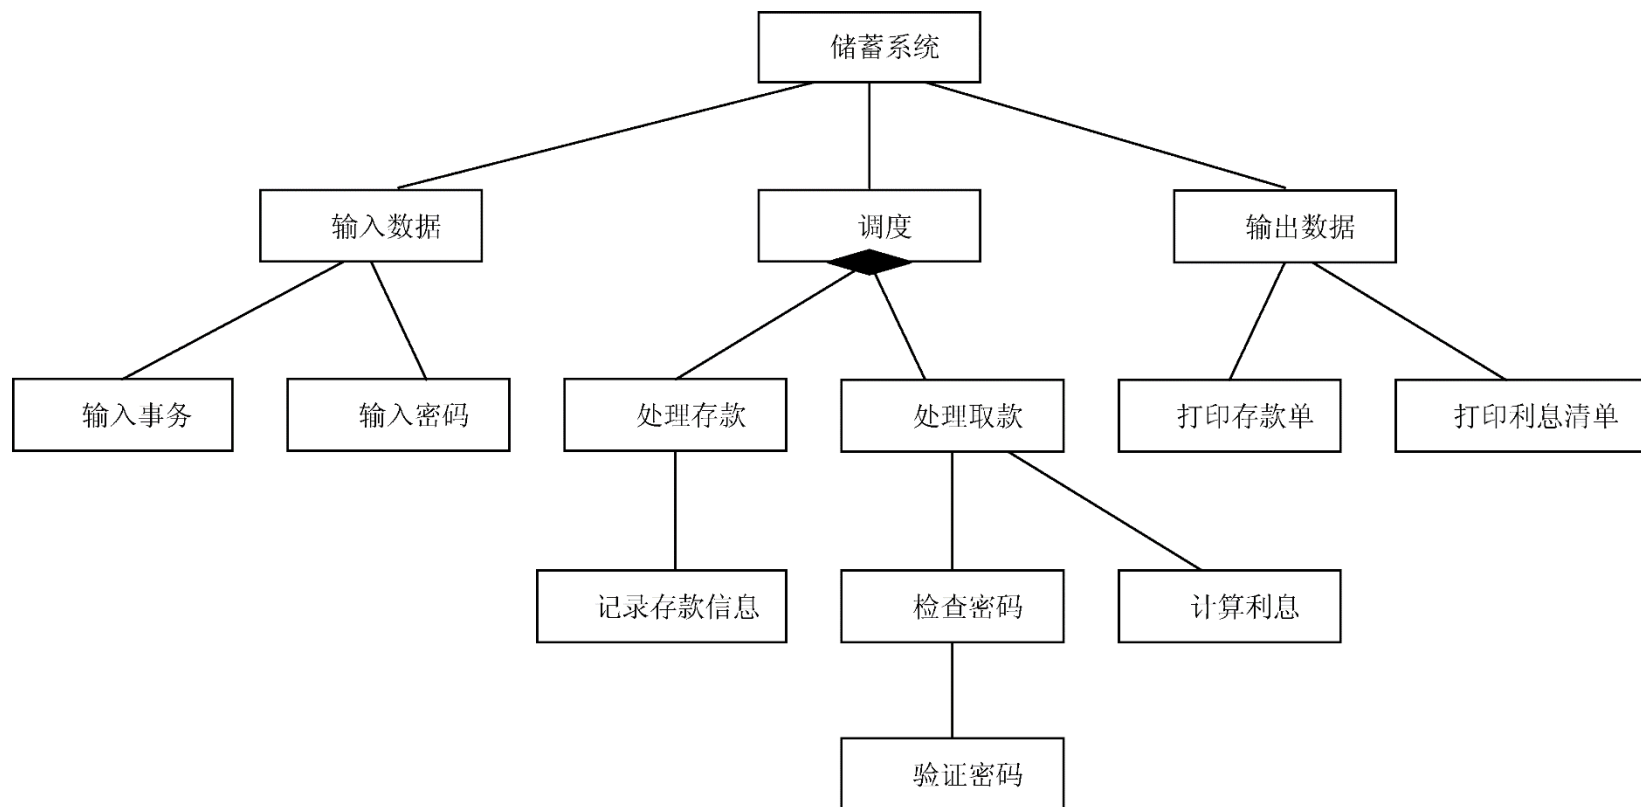 储蓄系统
输入数据
调度
输出数据
输入事务
输入密码
处理存款
处理取款
打印存款单
打印利息清单
记录存款信息
检查密码
计算利息
验证密码